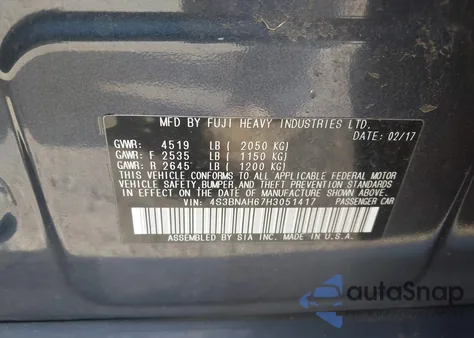 MFD BY FUJI HEAVY INDUSTRIES LTD.
DATE: 02/17
GVWR: 4519 LB ( 2050 KG)
GAWR: F 2535 LB ( 1150 KG)
GAWR: R 2645 LB ( 1200 KG)
THIS VEHICLE CONFORMS TO ALL APPLICABLE FEDERAL MOTOR
VEHICLE SAFETY,BUMPER,AND THEFT PREVENTION STANDARDS
IN EFFECT ON THE DATE OF MANUFACTURE SHOWN ABOVE.
VIN: 4S3BNAH67H3051417 PASSENGER CAR
ASSEMBLED BY SIA INC. MADE IN U.S.A.
autoSnap